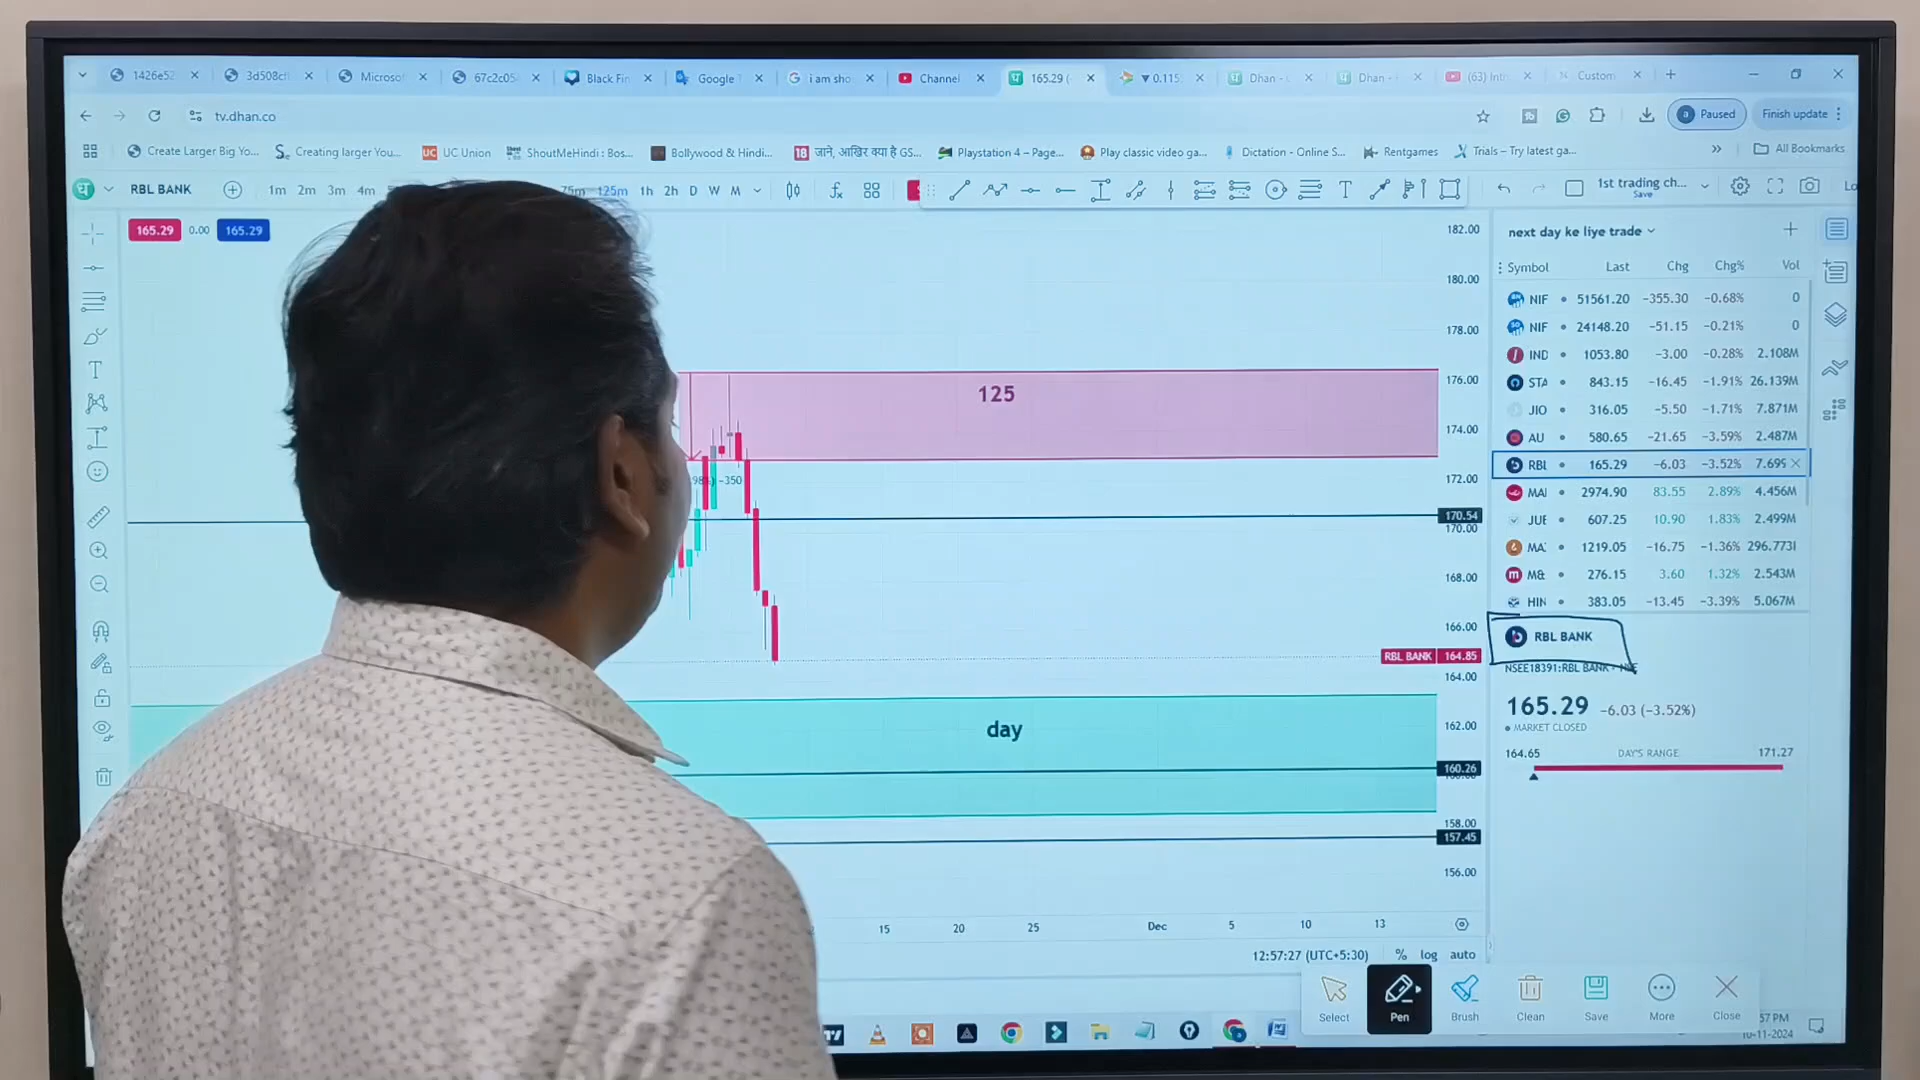 1426e52 3d508cf Microsof 67c2c05 Black Fin Google T i am sho Channel 165.29 (- ▼ 0.115. Dhan - Dhan - (63) Int Custom
tv.dhan.co Paused Finish update
Create Larger Big Yo... Creating larger You... UC Union ShoutMeHindi : Bos... Bollywood & Hindi... जाने, आखिर क्या है GS... Playstation 4 – Page... Play classic video ga... Dictation - Online S... Rentgames Trials – Try latest ga... » All Bookmarks
RBL BANK 1m 2m 3m 4m 75m 125m 1h 2h D W M 1st trading ch...
Save
165.29 0.00 165.29
next day ke liye trade
Symbol Last Chg Chg% Vol
NIF 51561.20 −355.30 −0.68% 0
NIF 24148.20 −51.15 −0.21% 0
IND 1053.80 −3.00 −0.28% 2.108M
STA 843.15 −16.45 −1.91% 26.139M
JIO 316.05 −5.50 −1.71% 7.871M
AU 580.65 −21.65 −3.59% 2.487M
RBL 165.29 −6.03 −3.52% 7.695
MAI 2974.90 83.55 2.89% 4.456M
JUE 607.25 10.90 1.83% 2.499M
MA 1219.05 −16.75 −1.36% 296.773
M& 276.15 3.60 1.32% 2.543M
HIN 383.05 −13.45 −3.39% 5.067M
RBL BANK
NSEE18391:RBL BANK
165.29 −6.03 (−3.52%)
MARKET CLOSED
164.65 DAY'S RANGE 171.27
182.00
180.00
178.00
176.00
125
174.00
172.00
−350
170.54
170.00
168.00
166.00
RBL BANK 164.85
164.00
162.00
day
160.26
158.00
157.45
156.00
15 20 25 Dec 5 10 13
12:57:27 (UTC+5:30) % log auto
Select Pen Brush Clean Save More Close
57 PM
10-11-2024